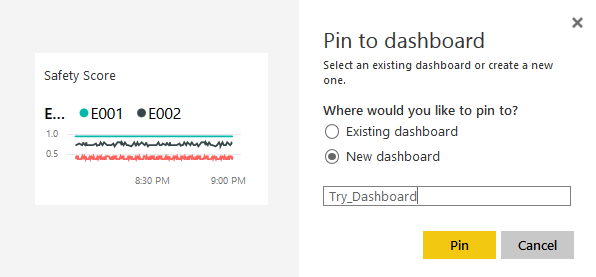 Safety Score
E... E001 E002
1.0
0.5
8:30 PM 9:00 PM
Pin to dashboard
Select an existing dashboard or create a new
one.
Where would you like to pin to?
Existing dashboard
New dashboard
Try_Dashboard
Pin Cancel